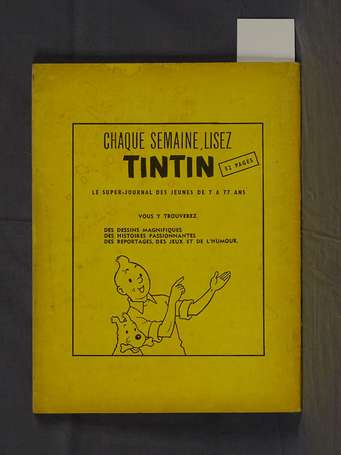 CHAQUE SEMAINE, LISEZ
TINTIN
52 PAGES
LE SUPER-JOURNAL DES JEUNES DE 7 A 77 ANS
VOUS Y TROUVEREZ
DES DESSINS MAGNIFIQUES
DES HISTOIRES PASSIONNANTES
DES REPORTAGES, DES JEUX ET DE L'HUMOUR.